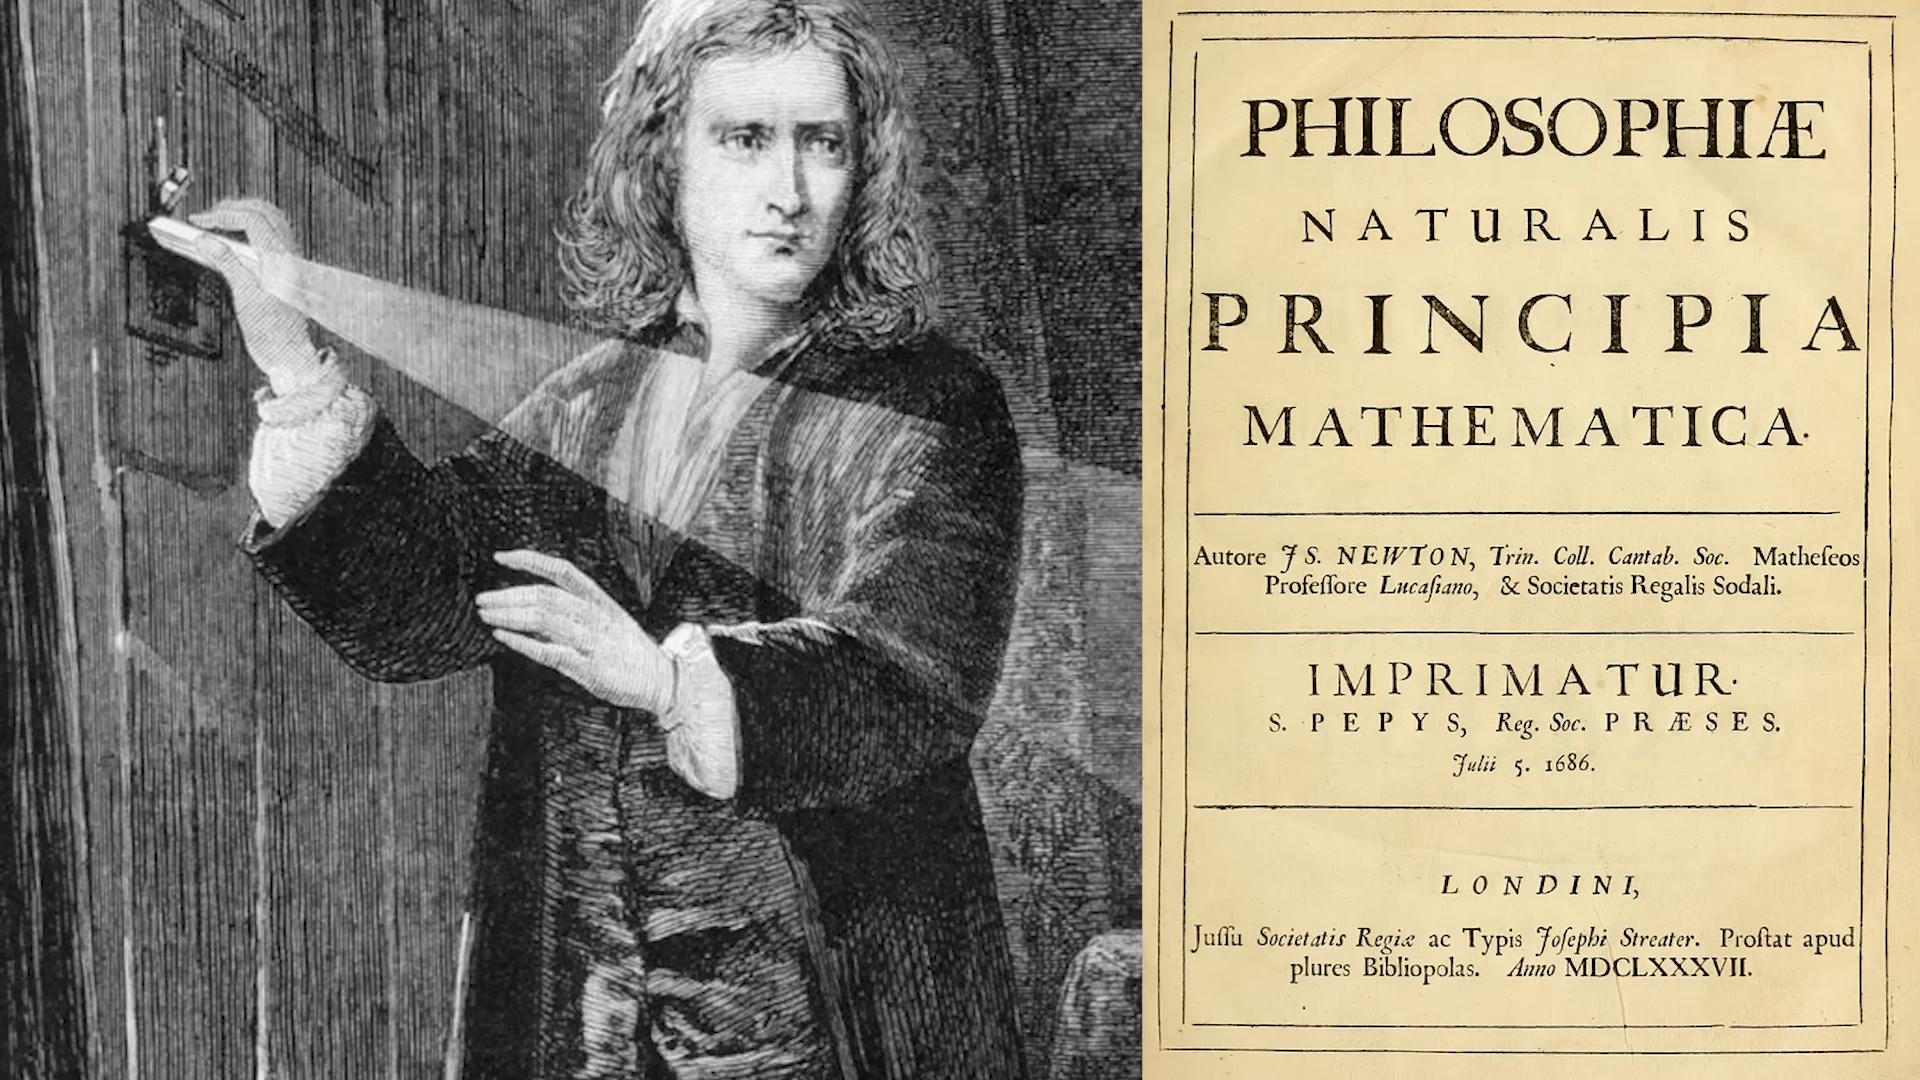 PHILOSOPHIÆ
NATURALIS
PRINCIPIA
MATHEMATICA.
Autore JS. NEWTON, Trin. Coll. Cantab. Soc. Matheſeos
Profeſſore Lucaſiano, & Societatis Regalis Sodali.
IMPRIMATUR.
S. PEPYS, Reg. Soc. PRÆSES.
Julii 5. 1686.
LONDINI,
Juſſu Societatis Regiæ ac Typis Joſephi Streater. Proſtat apud
plures Bibliopolas. Anno MDCLXXXVII.